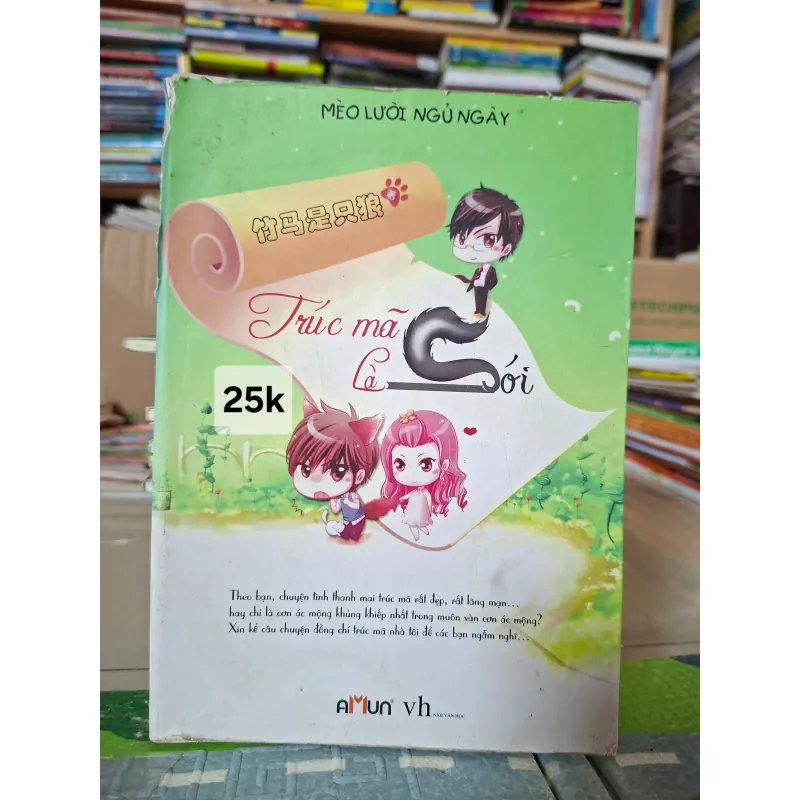 MÈO LƯỜI NGỦ NGÀY
竹马是只狼
Trúc mã
là Sói
25k
Theo bạn, chuyện tình thanh mai trúc mã rất đẹp, rất lãng mạn...
hay chỉ là cơn ác mộng khủng khiếp nhất trong muôn vàn cơn ác mộng?
Xin kể câu chuyện đồng chí trúc mã nhà tôi để các bạn ngẫm nghĩ...
AMUN vh NXB VĂN HỌC